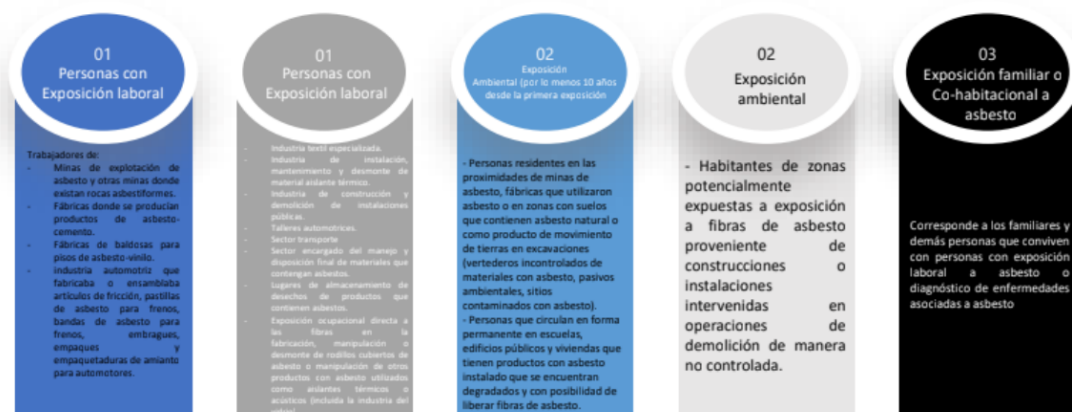 01
Personas con
Exposición laboral
Trabajadores de:
- Minas de explotación de
asbesto y otras minas donde
existan rocas asbestiformes.
- Fábricas donde se producían
productos de asbesto-
cemento.
- Fábricas de baldosas para
pisos de asbesto-vinilo.
- industria automotriz que
fabricaba o ensamblaba
artículos de fricción, pastillas
de asbesto para frenos,
bandas de asbesto para
frenos, embragues,
empaques y
empaquetaduras de amianto
para automotores.
01
Personas con
Exposición laboral
- Industria textil especializada.
- Industria de instalación,
mantenimiento y desmonte de
material aislante térmico.
- Industria de construcción y
demolición de instalaciones
públicas.
- Talleres automotrices.
- Sector transporte
- Sector encargado del manejo y
disposición final de materiales que
contengan asbestos.
- Lugares de almacenamiento de
desechos de productos que
contienen asbestos.
- Exposición ocupacional directa a
las fibras en la
fabricación, manipulación o
desmonte de rodillos cubiertos de
asbesto o manipulación de otros
productos con asbesto utilizados
como aislantes térmicos o
acústicos (incluida la industria del
vidrio).
02
Exposición
Ambiental (por lo menos 10 años
desde la primera exposición
- Personas residentes en las
proximidades de minas de
asbesto, fábricas que utilizaron
asbesto o en zonas con suelos
que contienen asbesto natural o
como producto de movimiento
de tierras en excavaciones
(vertederos incontrolados de
materiales con asbesto, pasivos
ambientales, sitios
contaminados con asbesto).
- Personas que circulan en forma
permanente en escuelas,
edificios públicos y viviendas que
tienen productos con asbesto
instalado que se encuentran
degradados y con posibilidad de
liberar fibras de asbesto.
02
Exposición
ambiental
- Habitantes de zonas
potencialmente
expuestas a exposición
a fibras de asbesto
proveniente de
construcciones o
instalaciones
intervenidas en
operaciones de
demolición de manera
no controlada.
03
Exposición familiar o
Co-habitacional a
asbesto
Corresponde a los familiares y
demás personas que conviven
con personas con exposición
laboral a asbesto o
diagnóstico de enfermedades
asociadas a asbesto